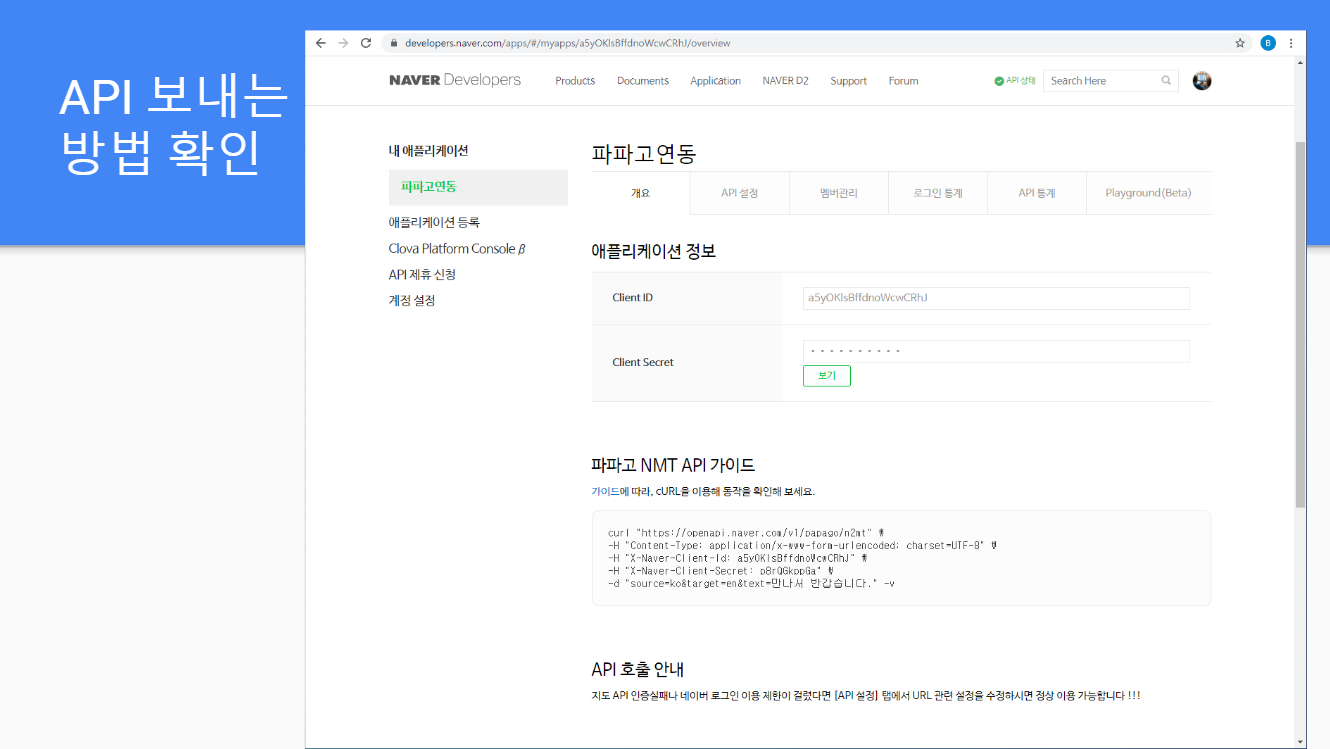 API 보내는
방법 확인
developers.naver.com/apps/#/myapps/a5yOKlsBffdnoWcwCRhJ/overview
B
NAVER Developers
Products Documents Application NAVER D2 Support Forum
API 상태
Search Here
내 애플리케이션
파파고연동
애플리케이션 등록
Clova Platform Console β
API 제휴 신청
계정 설정
파파고연동
개요 API 설정 멤버관리 로그인 통계 API 통계 Playground(Beta)
애플리케이션 정보
Client ID a5yOKlsBffdnoWcwCRhJ
Client Secret - - - - - - - - - -
보기
파파고 NMT API 가이드
가이드에 따라, cURL을 이용해 동작을 확인해 보세요.
curl "https://openapi.naver.com/v1/papago/n2mt" ₩
-H "Content-Type: application/x-www-form-urlencoded; charset=UTF-8" ₩
-H "X-Naver-Client-Id: a5yOKlsBffdnoWcwCRhJ" ₩
-H "X-Naver-Client-Secret: p8rQGkppGa" ₩
-d "source=ko&target=en&text=만나서 반갑습니다." -v
API 호출 안내
지도 API 인증실패나 네이버 로그인 이용 제한이 걸렸다면 [API 설정] 탭에서 URL 관련 설정을 수정하시면 정상 이용 가능합니다 !!!